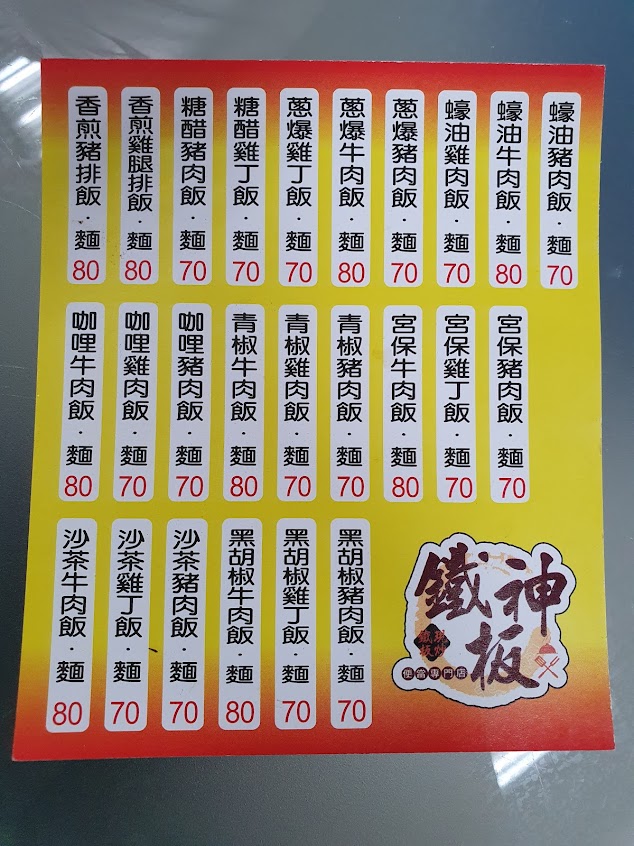 蠔油豬肉飯．麵 70
蠔油牛肉飯．麵 80
蠔油雞肉飯．麵 70
蔥爆豬肉飯．麵 70
蔥爆牛肉飯．麵 80
蔥爆雞丁飯．麵 70
糖醋雞丁飯．麵 70
糖醋豬肉飯．麵 70
香煎雞腿排飯．麵 80
香煎豬排飯．麵 80
宮保豬肉飯．麵 70
宮保雞丁飯．麵 70
宮保牛肉飯．麵 80
青椒豬肉飯．麵 70
青椒雞肉飯．麵 70
青椒牛肉飯．麵 80
咖哩豬肉飯．麵 70
咖哩雞肉飯．麵 70
咖哩牛肉飯．麵 80
黑胡椒豬肉飯．麵 70
黑胡椒雞丁飯．麵 70
黑胡椒牛肉飯．麵 80
沙茶豬肉飯．麵 70
沙茶雞丁飯．麵 70
沙茶牛肉飯．麵 80
神
鐵板
便當專門店